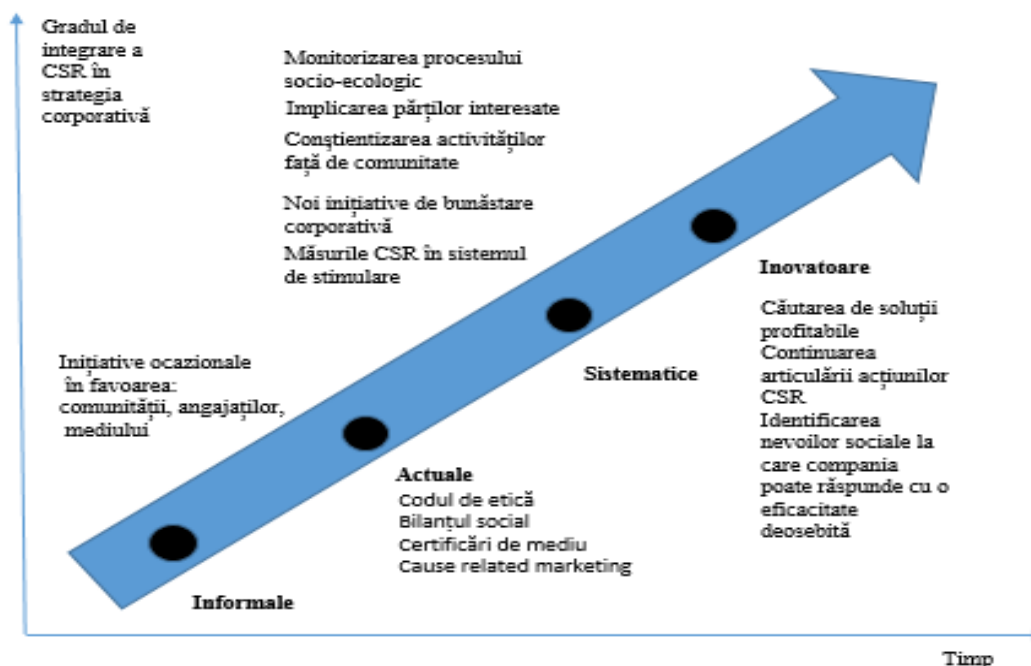 Gradul de
integrare a
CSR în
strategia
corporativă
Monitorizarea procesului
socio-ecologic
Implicarea părților interesate
Conștientizarea activităților
față de comunitate
Noi inițiative de bunăstare
corporativă
Măsurile CSR în sistemul
de stimulare
Inițiative ocazionale
în favoarea:
comunității, angajaților,
mediului
Inovatoare
Căutarea de soluții
profitabile
Continuarea
articulării acțiunilor
CSR
Identificarea
nevoilor sociale la
care compania
poate răspunde cu o
eficacitate
deosebită
Sistematice
Actuale
Codul de etică
Bilanțul social
Certificări de mediu
Cause related marketing
Informale
Timp